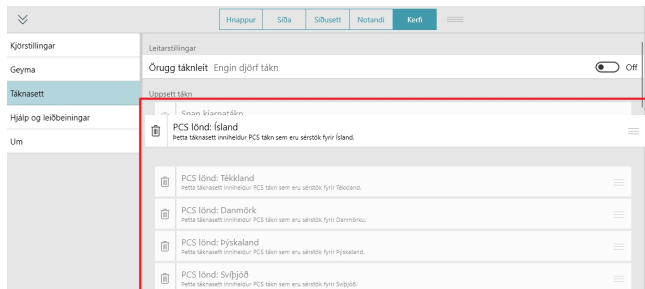 Hnappur Síða Síðusett Notandi Kerfi
Kjörstillingar
Geyma
Táknasett
Hjálp og leiðbeiningar
Um
Leitarstillingar
Örugg táknleit Engin djörf tákn Off
Uppsett tákn
Snap kjarnatákn
PCS lönd: Ísland
Þetta táknasett inniheldur PCS tákn sem eru sérstök fyrir Ísland.
PCS lönd: Tékkland
Þetta táknasett inniheldur PCS tákn sem eru sérstök fyrir Tékkland.
PCS lönd: Danmörk
Þetta táknasett inniheldur PCS tákn sem eru sérstök fyrir Danmörku.
PCS lönd: Þýskaland
Þetta táknasett inniheldur PCS tákn sem eru sérstök fyrir Þýskaland.
PCS lönd: Svíþjóð
Þetta táknasett inniheldur PCS tákn sem eru sérstök fyrir Svíþjóð.